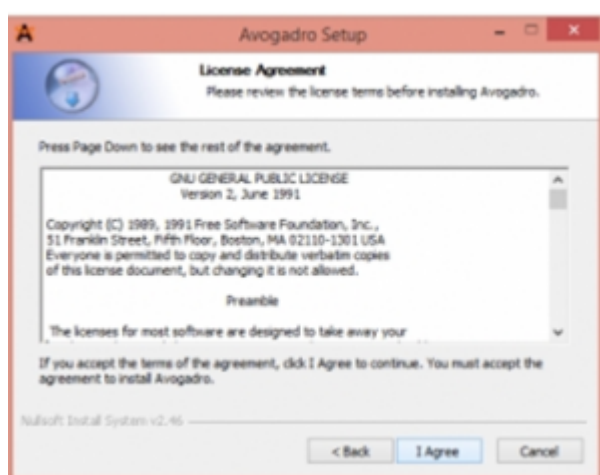 Avogadro Setup
License Agreement
Please review the license terms before installing Avogadro.
Press Page Down to see the rest of the agreement.
GNU GENERAL PUBLIC LICENSE
Version 2, June 1991
Copyright (C) 1989, 1991 Free Software Foundation, Inc.,
51 Franklin Street, Fifth Floor, Boston, MA 02110-1301 USA
Everyone is permitted to copy and distribute verbatim copies
of this license document, but changing it is not allowed.
Preamble
The licenses for most software are designed to take away your
If you accept the terms of the agreement, click I Agree to continue. You must accept the
agreement to install Avogadro.
Nullsoft Install System v2.46
< Back
I Agree
Cancel